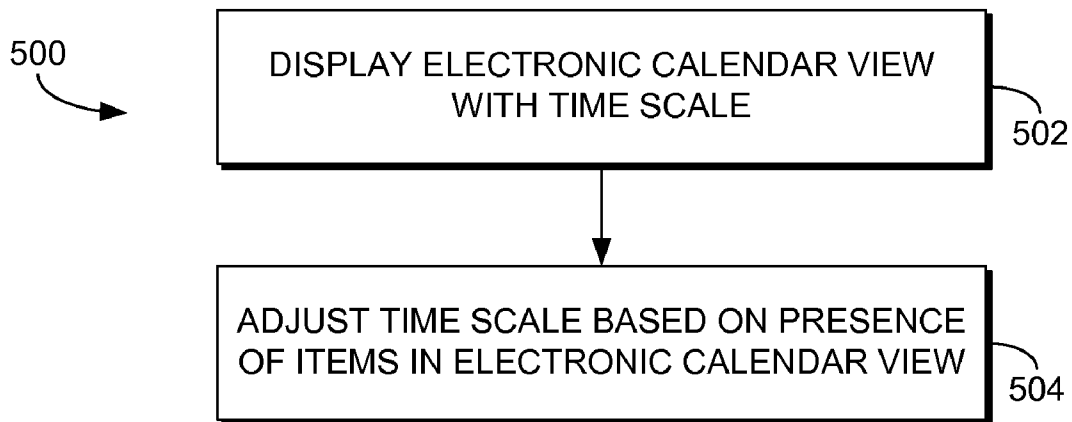 500
DISPLAY ELECTRONIC CALENDAR VIEW
WITH TIME SCALE
502
ADJUST TIME SCALE BASED ON PRESENCE
OF ITEMS IN ELECTRONIC CALENDAR VIEW
504